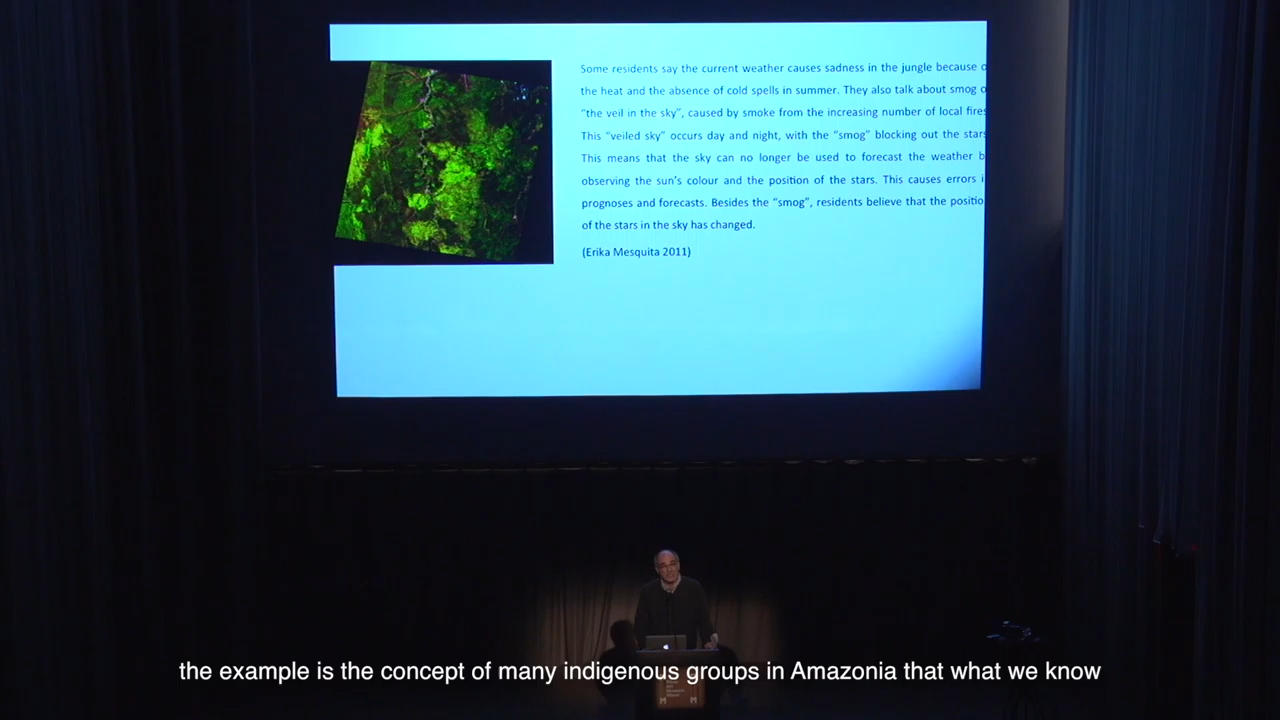 Some residents say the current weather causes sadness in the jungle because
the heat and the absence of cold spells in summer. They also talk about smog
"the veil in the sky", caused by smoke from the increasing number of local fires
This "veiled sky" occurs day and night, with the "smog" blocking out the stars
This means that the sky can no longer be used to forecast the weather
observing the sun's colour and the position of the stars. This causes errors
prognoses and forecasts. Besides the "smog", residents believe that the positio
of the stars in the sky has changed.
(Erika Mesquita 2011)
the example is the concept of many indigenous groups in Amazonia that what we know